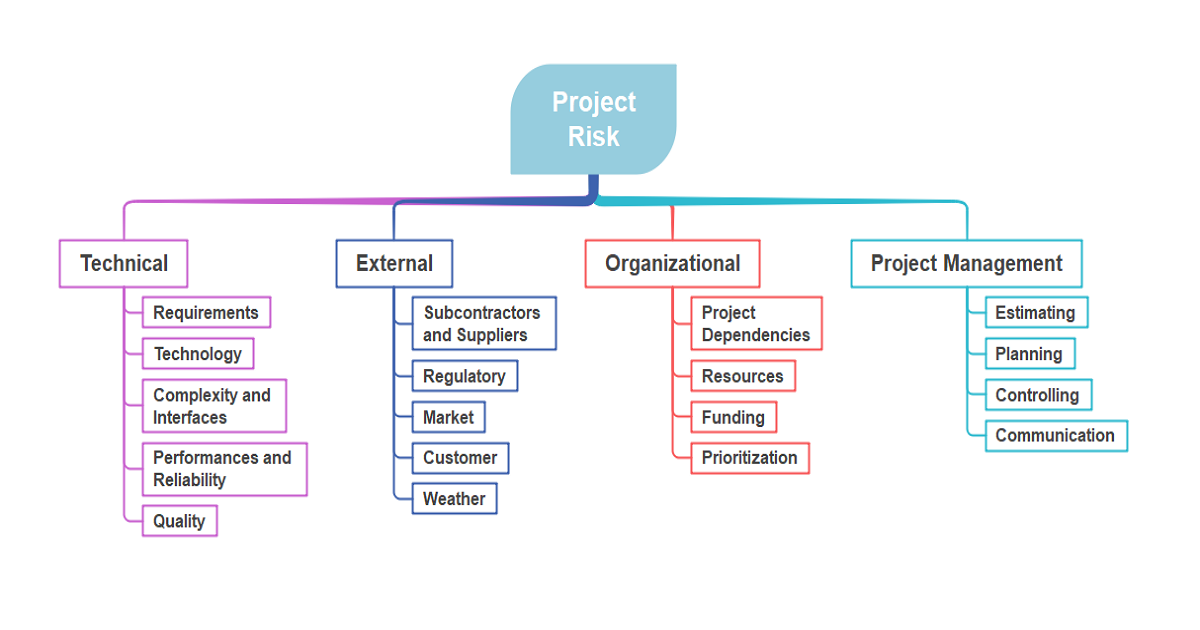 Project
Risk
Technical
Requirements
Technology
Complexity and
Interfaces
Performances and
Reliability
Quality
External
Subcontractors
and Suppliers
Regulatory
Market
Customer
Weather
Organizational
Project
Dependencies
Resources
Funding
Prioritization
Project Management
Estimating
Planning
Controlling
Communication